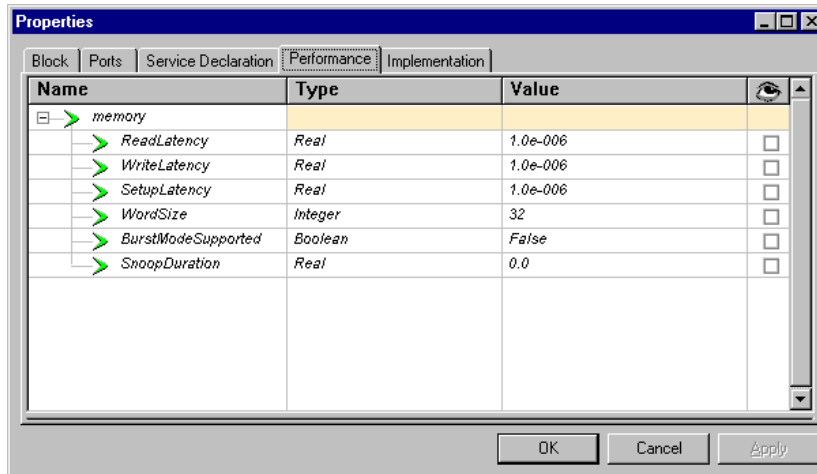 Properties
Block Ports Service Declaration Performance Implementation
Name Type Value
memory
ReadLatency Real 1.0e-006
WriteLatency Real 1.0e-006
SetupLatency Real 1.0e-006
WordSize Integer 32
BurstModeSupported Boolean False
SnoopDuration Real 0.0
OK Cancel Apply